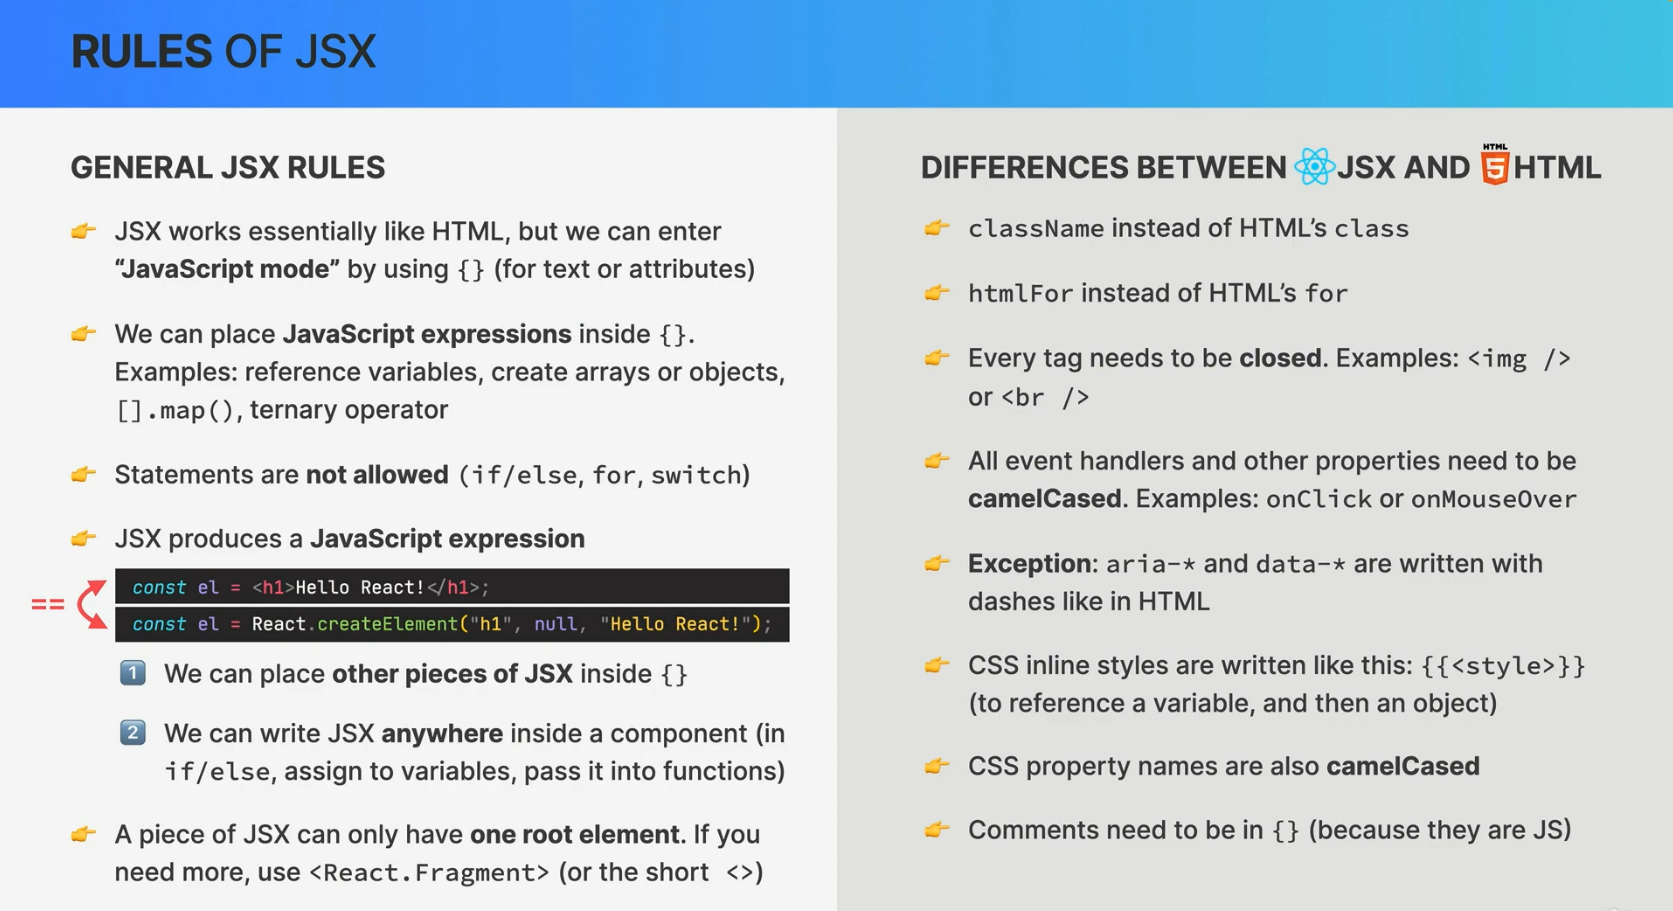 RULES OF JSX
GENERAL JSX RULES
JSX works essentially like HTML, but we can enter
“JavaScript mode” by using {} (for text or attributes)
We can place JavaScript expressions inside {}.
Examples: reference variables, create arrays or objects,
[].map(), ternary operator
Statements are not allowed (if/else, for, switch)
JSX produces a JavaScript expression
const el = <h1>Hello React!</h1>;
==
const el = React.createElement("h1", null, "Hello React!");
1 We can place other pieces of JSX inside {}
2 We can write JSX anywhere inside a component (in
if/else, assign to variables, pass it into functions)
A piece of JSX can only have one root element. If you
need more, use <React.Fragment> (or the short <>)
DIFFERENCES BETWEEN JSX AND HTML 5 HTML
className instead of HTML’s class
htmlFor instead of HTML’s for
Every tag needs to be closed. Examples: <img />
or <br />
All event handlers and other properties need to be
camelCased. Examples: onClick or onMouseOver
Exception: aria-* and data-* are written with
dashes like in HTML
CSS inline styles are written like this: {{<style>}}
(to reference a variable, and then an object)
CSS property names are also camelCased
Comments need to be in {} (because they are JS)